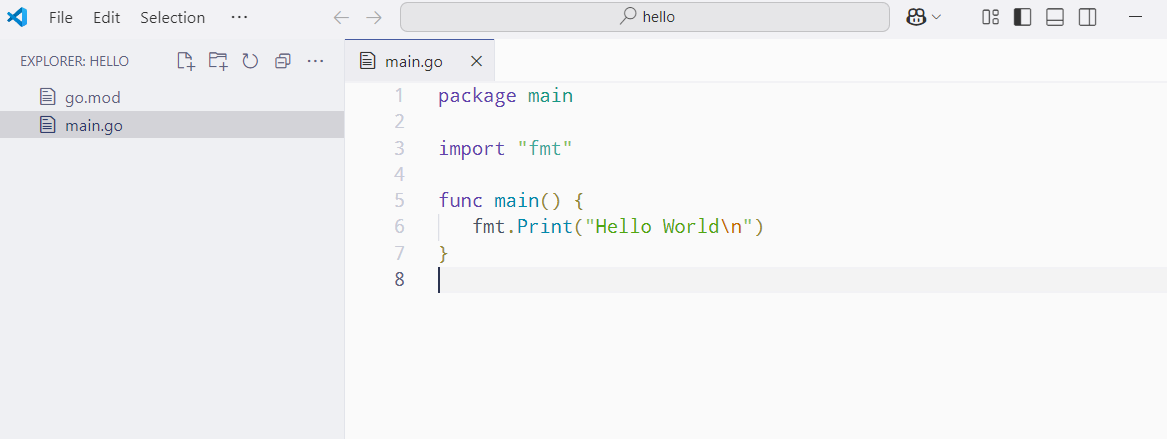 File Edit Selection ···
hello
EXPLORER: HELLO
go.mod
main.go
main.go
1 package main
2
3 import "fmt"
4
5 func main() {
6 fmt.Print("Hello World\n")
7 }
8